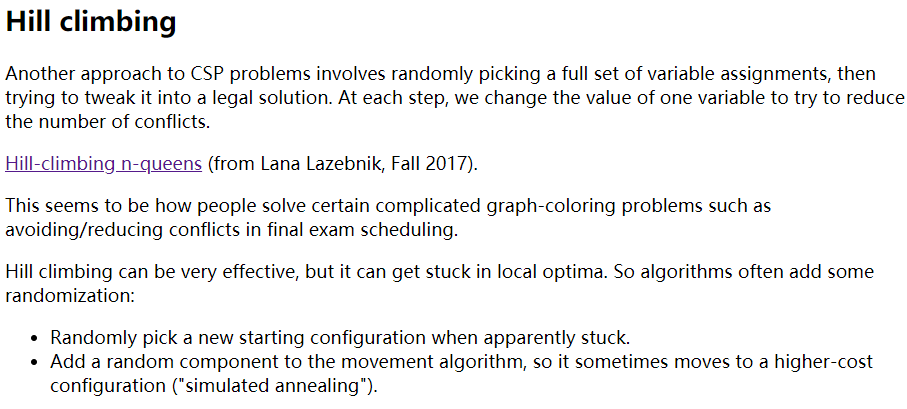 Hill climbing
Another approach to CSP problems involves randomly picking a full set of variable assignments, then
trying to tweak it into a legal solution. At each step, we change the value of one variable to try to reduce
the number of conflicts.
Hill-climbing n-queens (from Lana Lazebnik, Fall 2017).
This seems to be how people solve certain complicated graph-coloring problems such as
avoiding/reducing conflicts in final exam scheduling.
Hill climbing can be very effective, but it can get stuck in local optima. So algorithms often add some
randomization:
• Randomly pick a new starting configuration when apparently stuck.
• Add a random component to the movement algorithm, so it sometimes moves to a higher-cost
configuration ("simulated annealing").